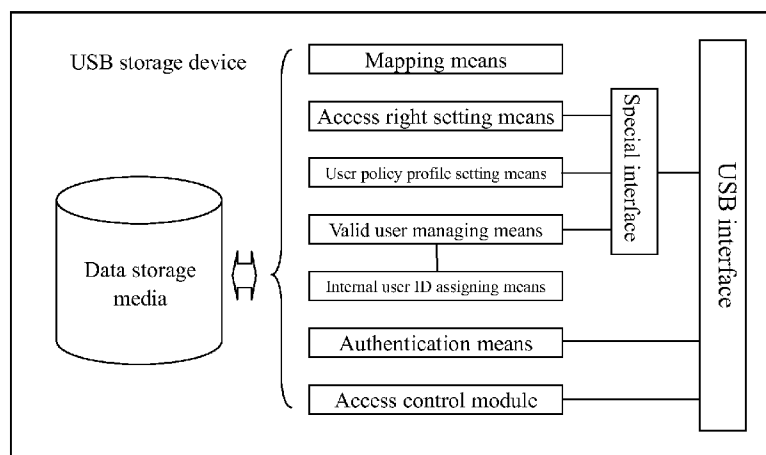 USB storage device
Data storage
media
Mapping means
Access right setting means
User policy profile setting means
Valid user managing means
Internal user ID assigning means
Authentication means
Access control module
Special interface
USB interface